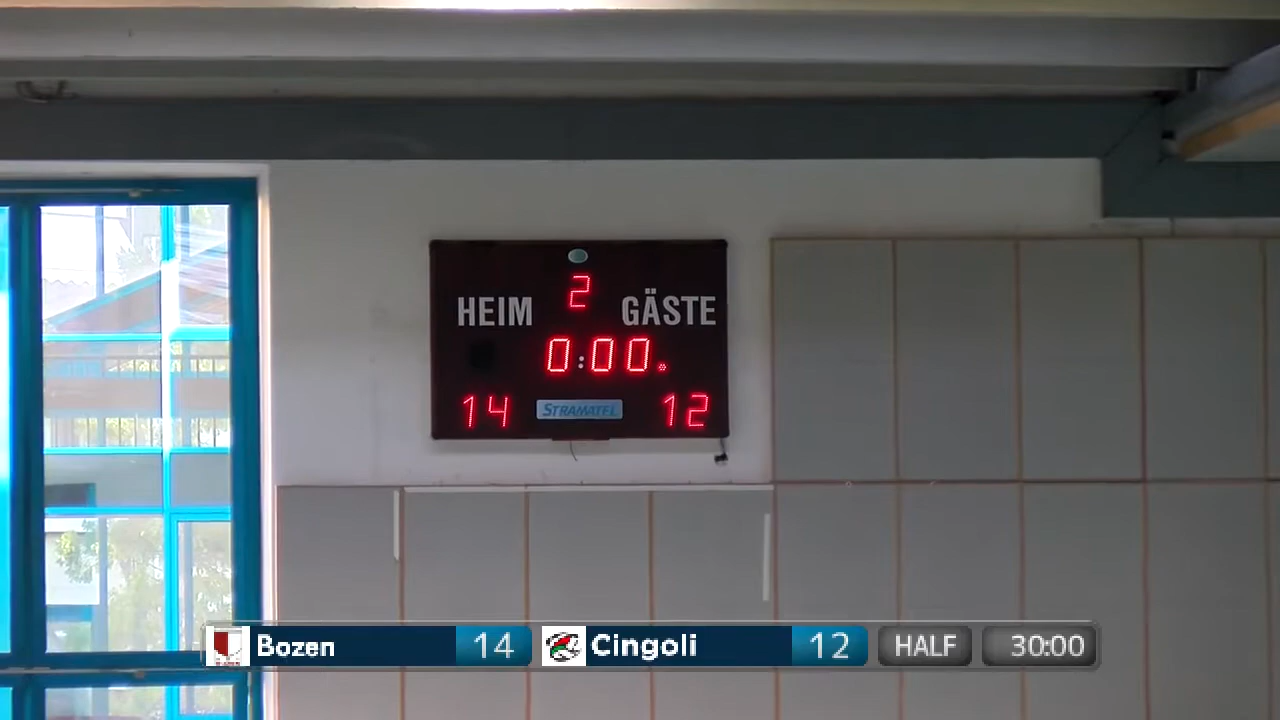 2
HEIM GÄSTE
0:00
14 STRAMATEL 12
Bozen 14 Cingoli 12 HALF 30:00